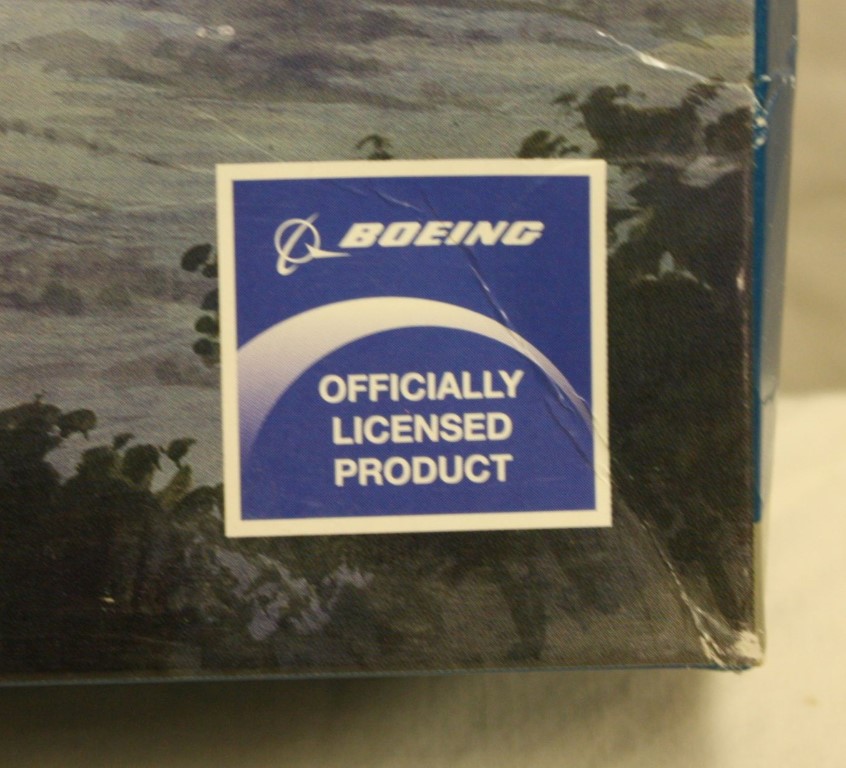 BOEING
OFFICIALLY
LICENSED
PRODUCT